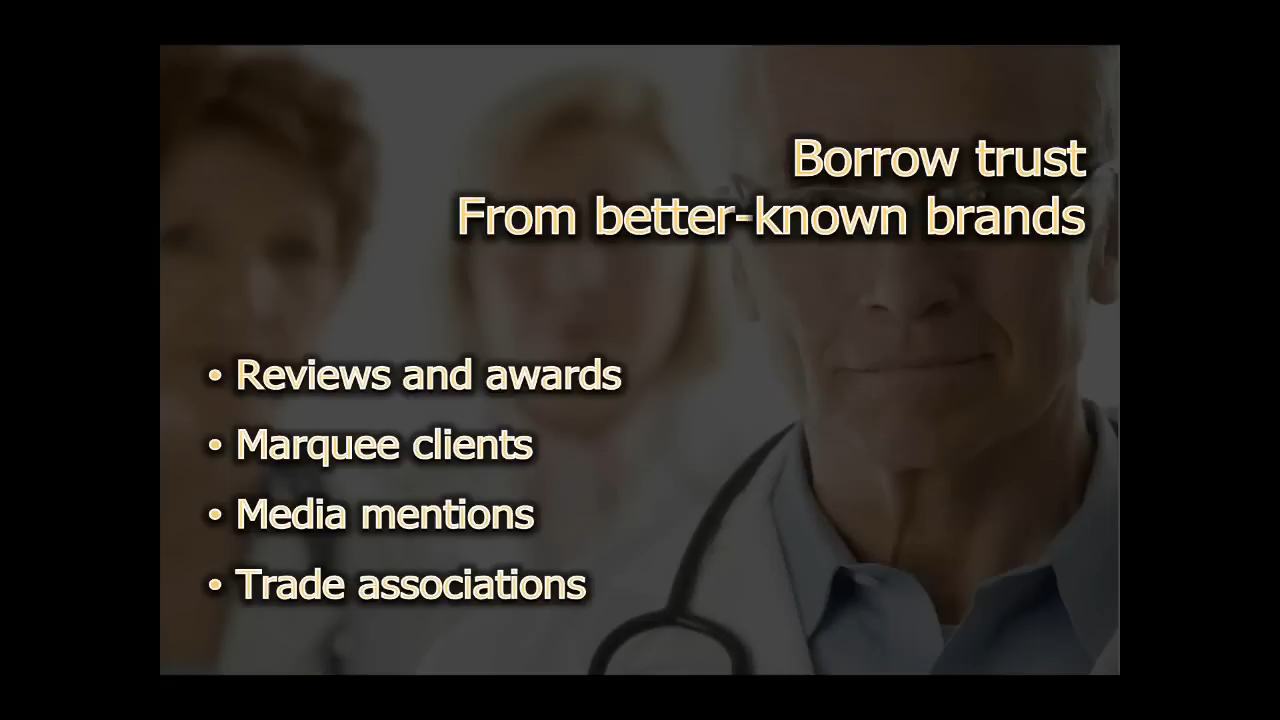 Borrow trust
From better-known brands
• Reviews and awards
• Marquee clients
• Media mentions
• Trade associations